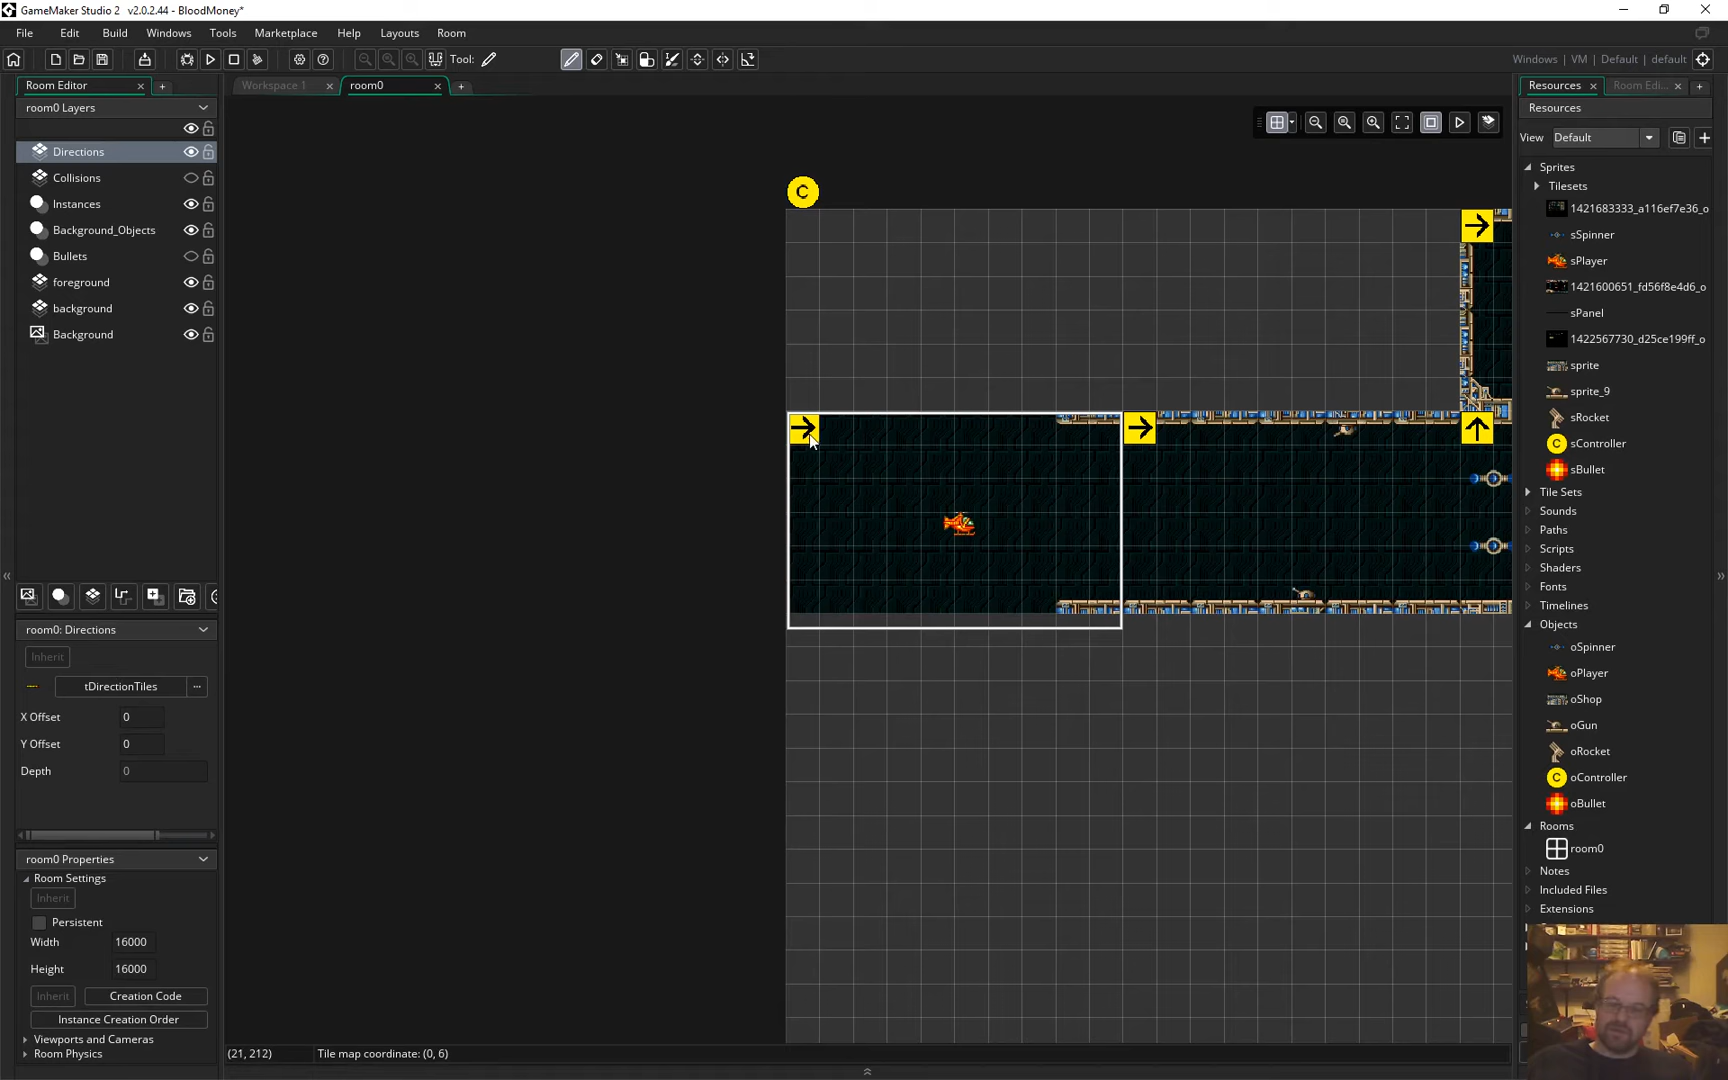 GameMaker Studio 2 v2.0.2.44 - BloodMoney*
File Edit Build Windows Tools Marketplace Help Layouts Room
Tool:
Windows | VM | Default | default
Room Editor
Workspace 1
room0
Resources
Room Edi...
room0 Layers
Directions
Collisions
Instances
Background_Objects
Bullets
foreground
background
Background
room0: Directions
Inherit
tDirectionTiles
...
X Offset 0
Y Offset 0
Depth 0
room0 Properties
Room Settings
Inherit
Persistent
Width 16000
Height 16000
Inherit
Creation Code
Instance Creation Order
Viewports and Cameras
Room Physics
C
(21, 212) Tile map coordinate: (0, 6)
Resources
View Default
Sprites
Tilesets
1421683333_a116ef7e36_o
sSpinner
sPlayer
1421600651_fd56f8e4d6_o
sPanel
1422567730_d25ce199ff_o
sprite
sprite_9
sRocket
C sController
sBullet
Tile Sets
Sounds
Paths
Scripts
Shaders
Fonts
Timelines
Objects
oSpinner
oPlayer
oShop
oGun
oRocket
C oController
oBullet
Rooms
room0
Notes
Included Files
Extensions